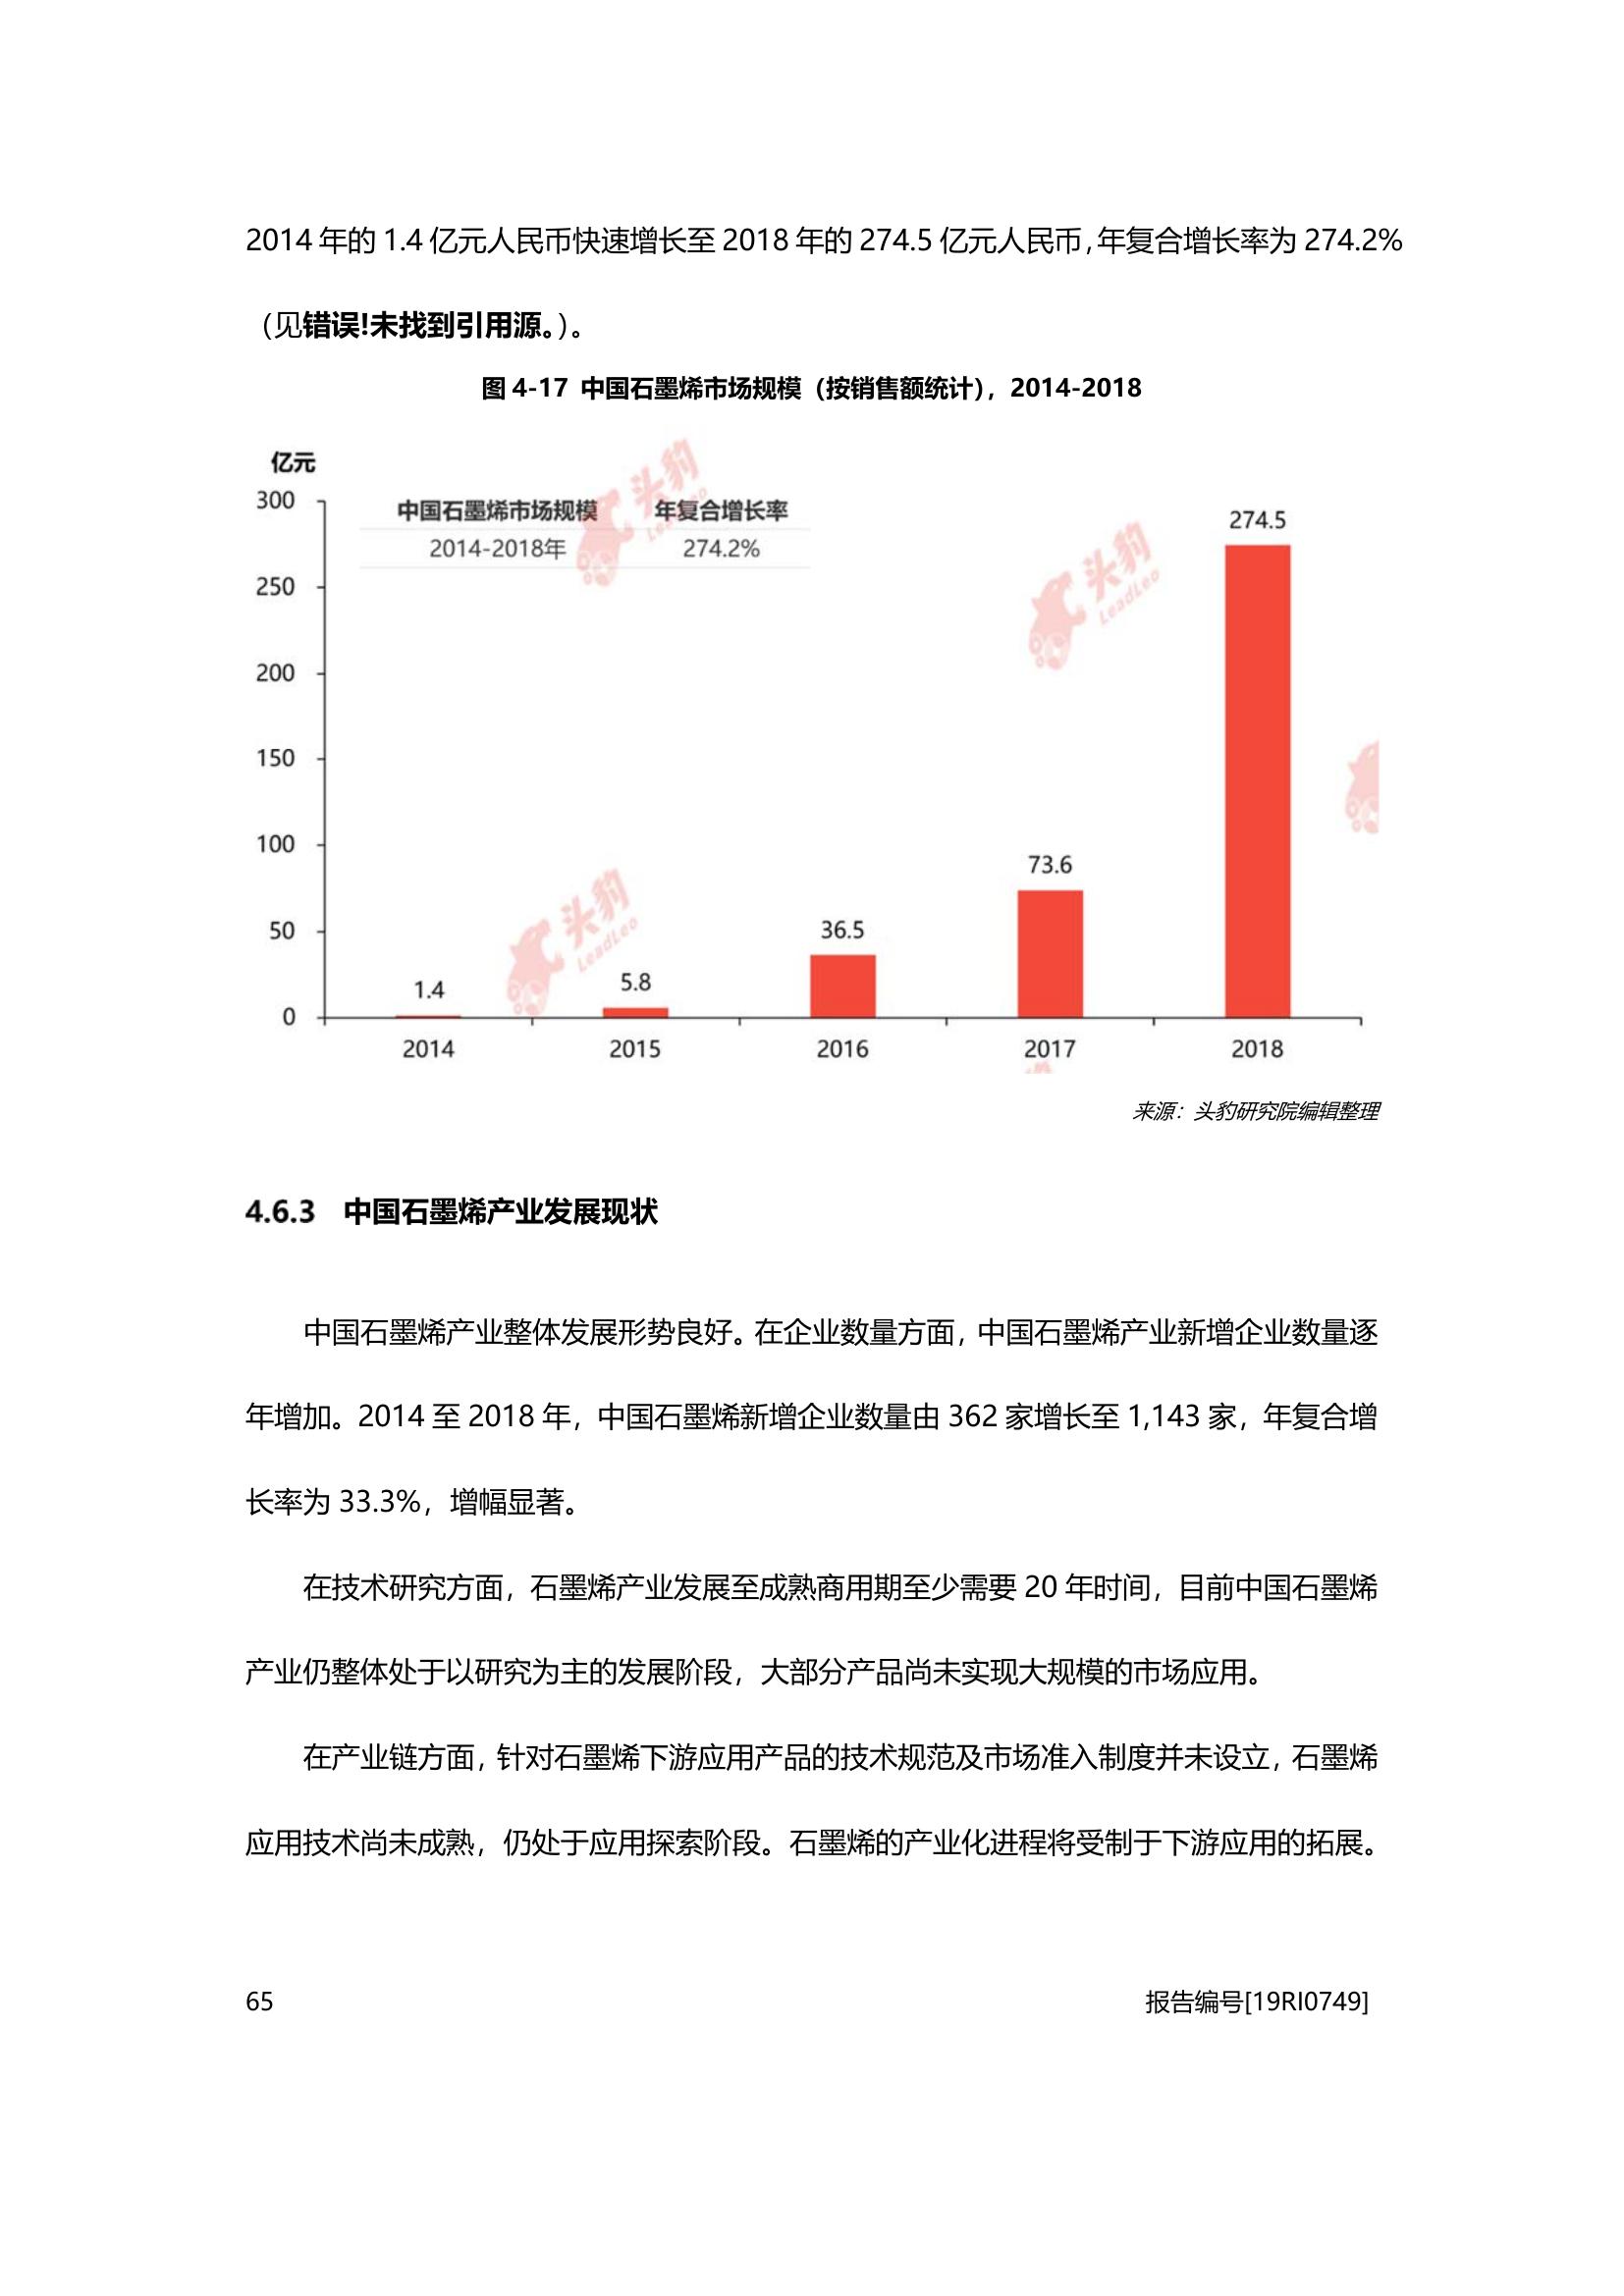 2014 年的 1.4 亿元人民币快速增长至 2018 年的 274.5 亿元人民币，年复合增长率为 274.2%
（见错误!未找到引用源。）。
图 4-17 中国石墨烯市场规模（按销售额统计），2014-2018
亿元
中国石墨烯市场规模 年复合增长率
2014-2018年 274.2%
300
250
200
150
100
50
0
1.4
5.8
36.5
73.6
274.5
2014 2015 2016 2017 2018
头豹
LeadLeo
头豹
LeadLeo
头豹
LeadLeo
来源：头豹研究院编辑整理
4.6.3 中国石墨烯产业发展现状
中国石墨烯产业整体发展形势良好。在企业数量方面，中国石墨烯产业新增企业数量逐
年增加。2014 至 2018 年，中国石墨烯新增企业数量由 362 家增长至 1,143 家，年复合增
长率为 33.3%，增幅显著。
在技术研究方面，石墨烯产业发展至成熟商用期至少需要 20 年时间，目前中国石墨烯
产业仍整体处于以研究为主的发展阶段，大部分产品尚未实现大规模的市场应用。
在产业链方面，针对石墨烯下游应用产品的技术规范及市场准入制度并未设立，石墨烯
应用技术尚未成熟，仍处于应用探索阶段。石墨烯的产业化进程将受制于下游应用的拓展。
65 报告编号[19RI0749]